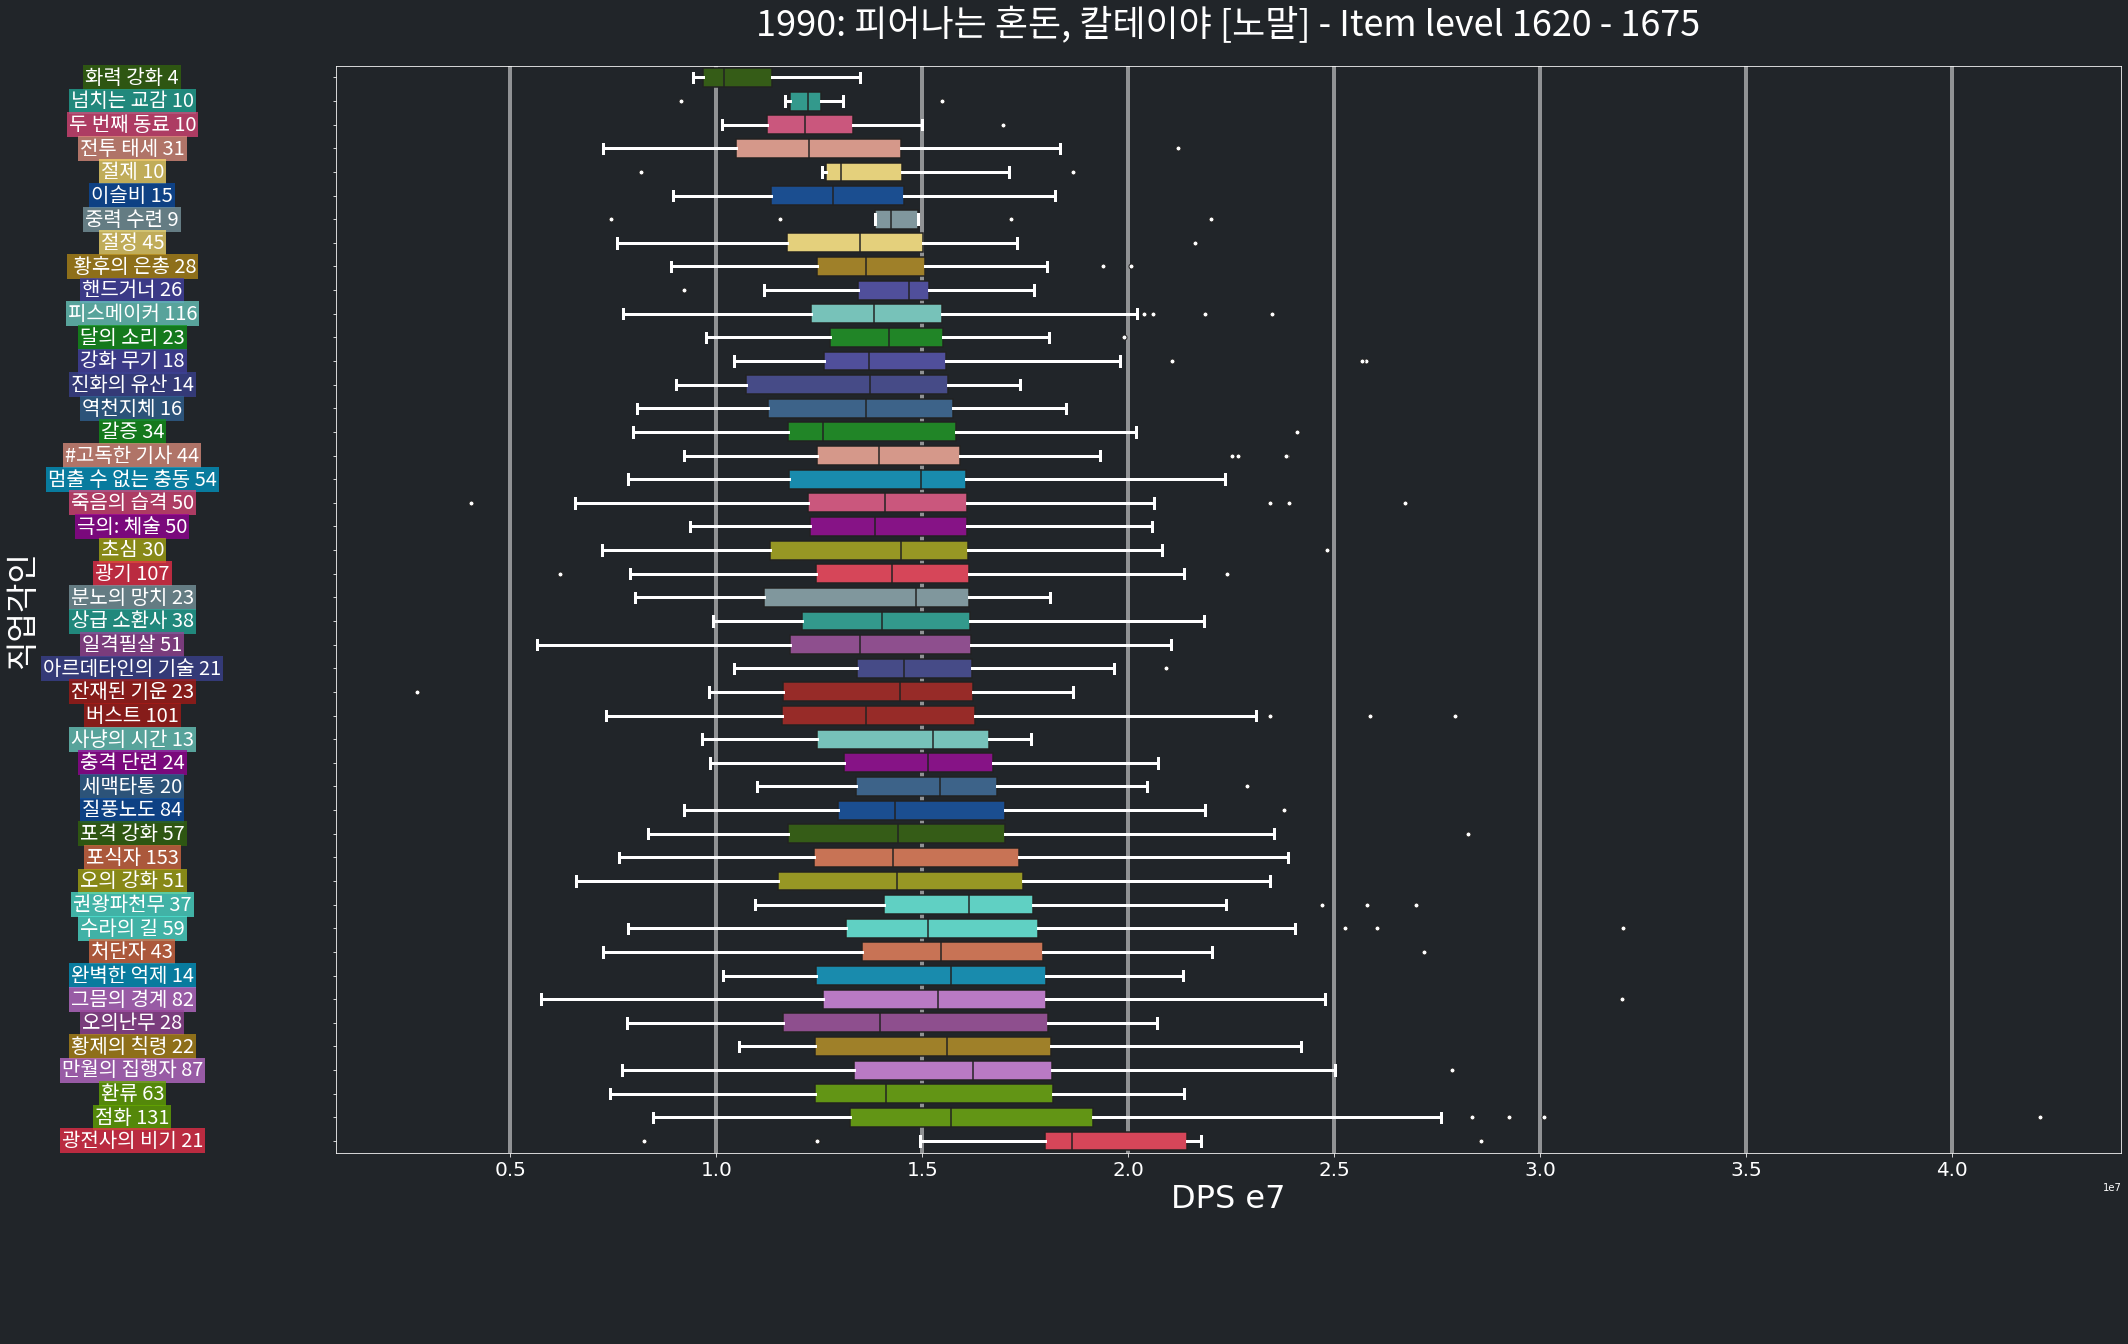 1990: 피어나는 혼돈, 칼테이야 [노말] - Item level 1620 - 1675
직업각인
화력 강화 4
넘치는 교감 10
두 번째 동료 10
전투 태세 31
절제 10
이슬비 15
중력 수련 9
절정 45
황후의 은총 28
핸드거너 26
피스메이커 116
달의 소리 23
강화 무기 18
진화의 유산 14
역천지체 16
갈증 34
#고독한 기사 44
멈출 수 없는 충동 54
죽음의 습격 50
극의: 체술 50
초심 30
광기 107
분노의 망치 23
상급 소환사 38
일격필살 51
아르데타인의 기술 21
잔재된 기운 23
버스트 101
사냥의 시간 13
충격 단련 24
세맥타통 20
질풍노도 84
포격 강화 57
포식자 153
오의 강화 51
권왕파천무 37
수라의 길 59
처단자 43
완벽한 억제 14
그믐의 경계 82
오의난무 28
황제의 칙령 22
만월의 집행자 87
환류 63
점화 131
광전사의 비기 21
0.5 1.0 1.5 2.0 2.5 3.0 3.5 4.0
1e7
DPS e7